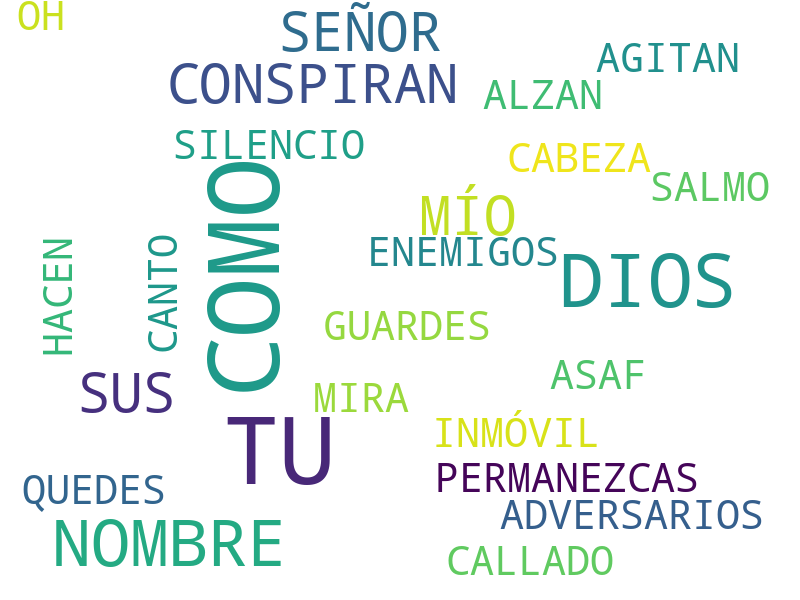 OH
SEÑOR
AGITAN
CONSPIRAN
ALZAN
SILENCIO
CABEZA
SALMO
COMO
MÍO
ENEMIGOS
DIOS
HACEN
CANTO
GUARDES
SUS
MIRA
ASAF
TU
INMÓVIL
QUEDES
PERMANEZCAS
NOMBRE
ADVERSARIOS
CALLADO